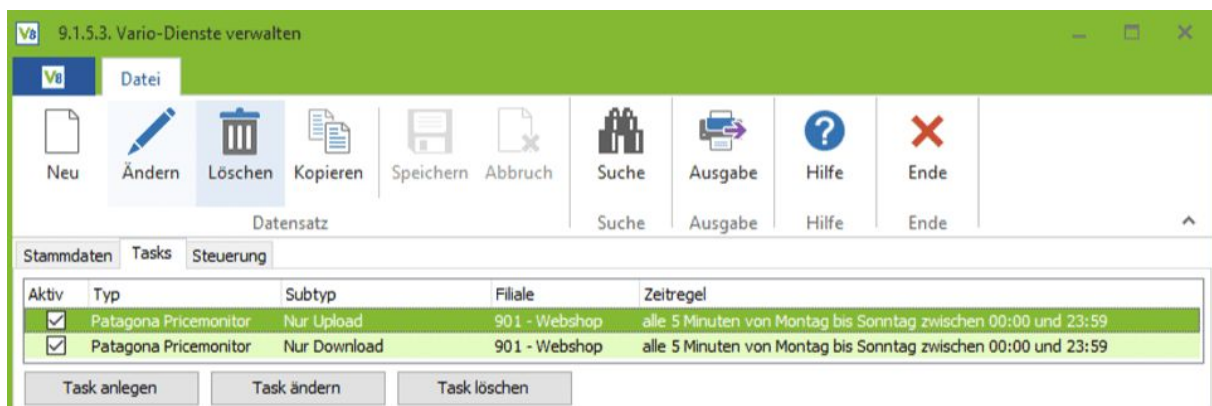 V8 9.1.5.3. Vario-Dienste verwalten
V8 Datei
Neu Ändern Löschen Kopieren Speichern Abbruch Suche Ausgabe Hilfe Ende
Datensatz Suche Ausgabe Hilfe Ende
Stammdaten Tasks Steuerung
Aktiv Typ Subtyp Filiale Zeitregel
Patagona Pricemonitor Nur Upload 901 - Webshop alle 5 Minuten von Montag bis Sonntag zwischen 00:00 und 23:59
Patagona Pricemonitor Nur Download 901 - Webshop alle 5 Minuten von Montag bis Sonntag zwischen 00:00 und 23:59
Task anlegen Task ändern Task löschen